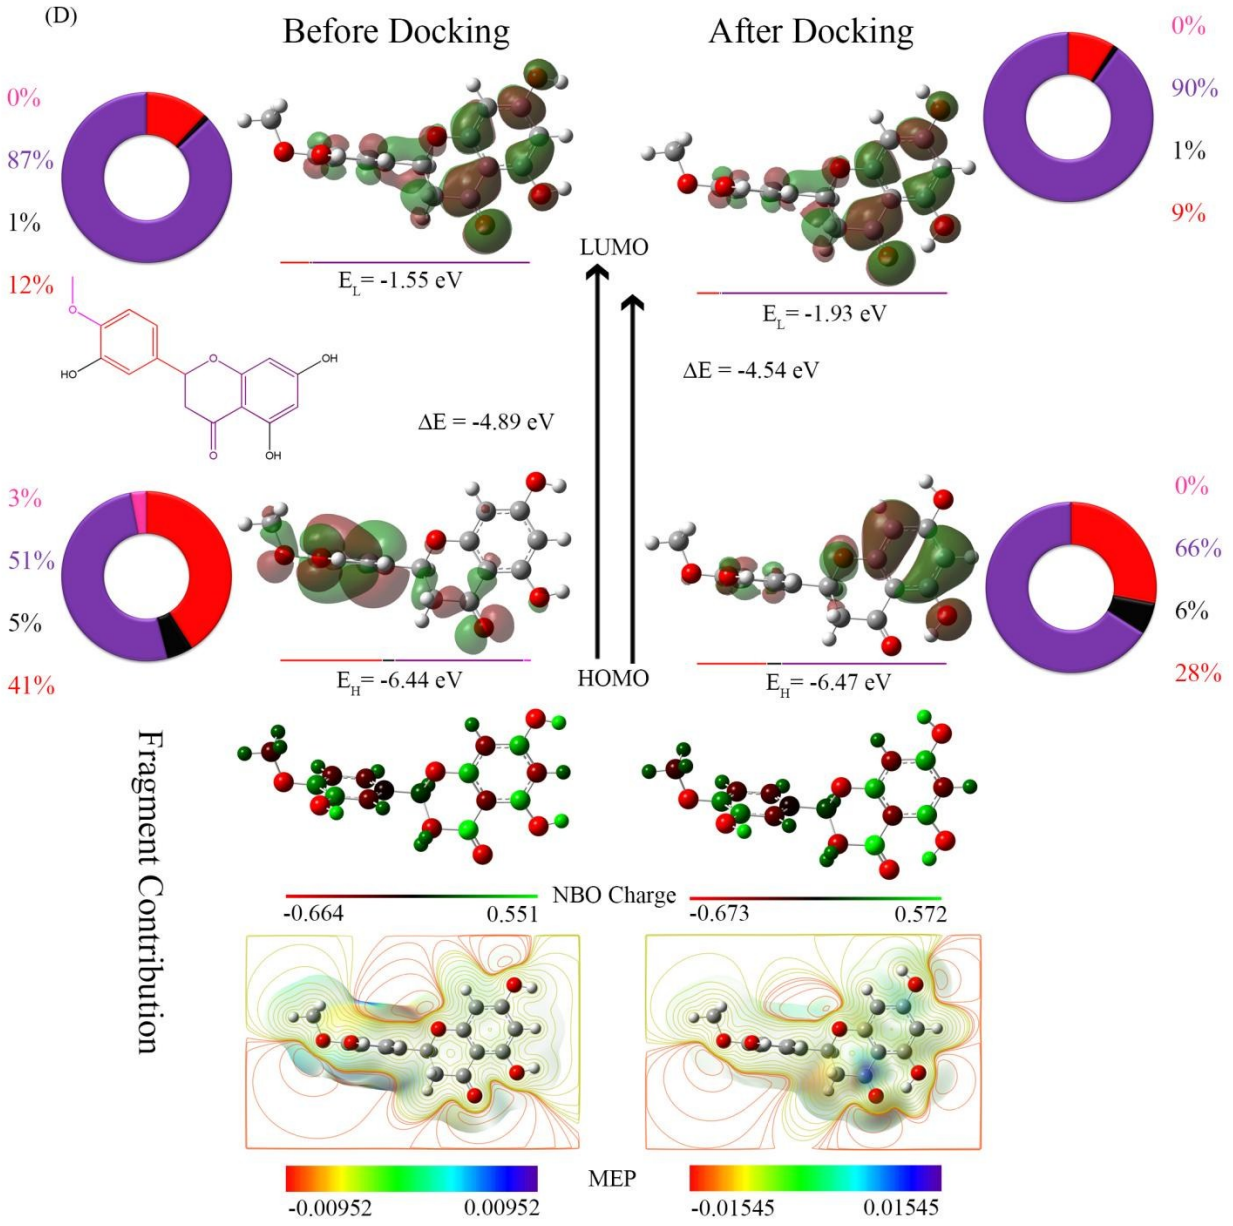 (D)
Before Docking
After Docking
0%
87%
1%
12%
0%
90%
1%
9%
LUMO
E_L= -1.55 eV
E_L= -1.93 eV
O
HO
O
O
OH
OH
ΔE = -4.89 eV
ΔE = -4.54 eV
3%
51%
5%
41%
0%
66%
6%
28%
HOMO
E_H= -6.44 eV
E_H= -6.47 eV
Fragment Contribution
NBO Charge
-0.664
0.551
-0.673
0.572
MEP
-0.00952
0.00952
-0.01545
0.01545